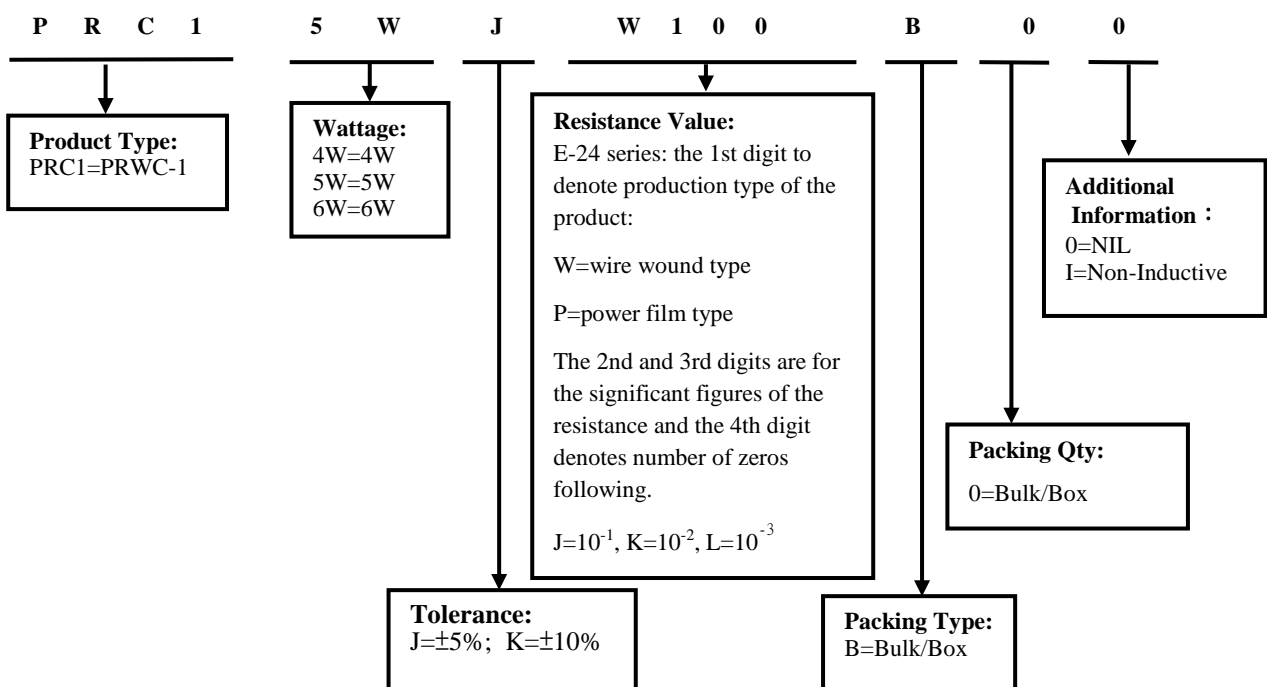 P R C 1 5 W J W 1 0 0 B 0 0
Product Type:
PRC1=PRWC-1
Wattage:
4W=4W
5W=5W
6W=6W
Resistance Value:
E-24 series: the 1st digit to
denote production type of the
product:
W=wire wound type
P=power film type
The 2nd and 3rd digits are for
the significant figures of the
resistance and the 4th digit
denotes number of zeros
following.
J=10⁻¹, K=10⁻², L=10⁻³
Additional
Information：
0=NIL
I=Non-Inductive
Packing Qty:
0=Bulk/Box
Tolerance:
J=±5%; K=±10%
Packing Type:
B=Bulk/Box